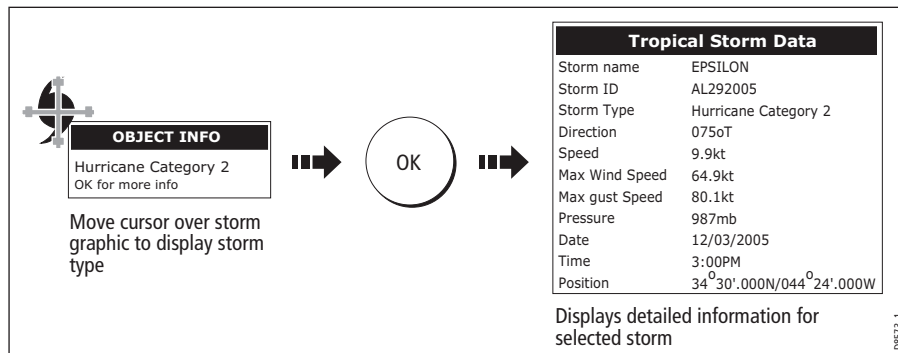 OBJECT INFO
Hurricane Category 2
OK for more info
Move cursor over storm
graphic to display storm
type
OK
Tropical Storm Data
Storm name EPSILON
Storm ID AL292005
Storm Type Hurricane Category 2
Direction 075oT
Speed 9.9kt
Max Wind Speed 64.9kt
Max gust Speed 80.1kt
Pressure 987mb
Date 12/03/2005
Time 3:00PM
Position 34°30'.000N/044°24'.000W
Displays detailed information for
selected storm